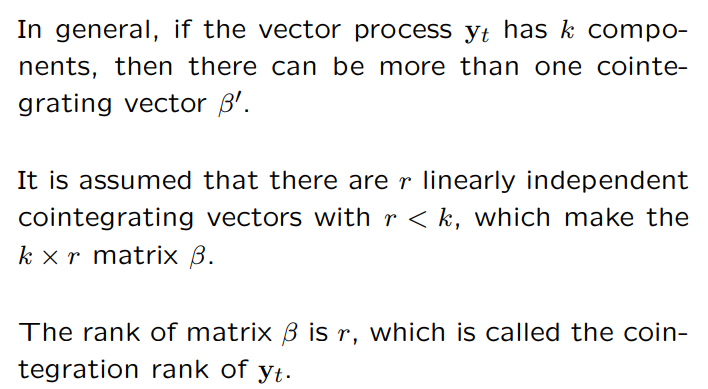 In general, if the vector process yₜ has k compo-
nents, then there can be more than one cointe-
grating vector β′.
It is assumed that there are r linearly independent
cointegrating vectors with r < k, which make the
k × r matrix β.
The rank of matrix β is r, which is called the coin-
tegration rank of yₜ.